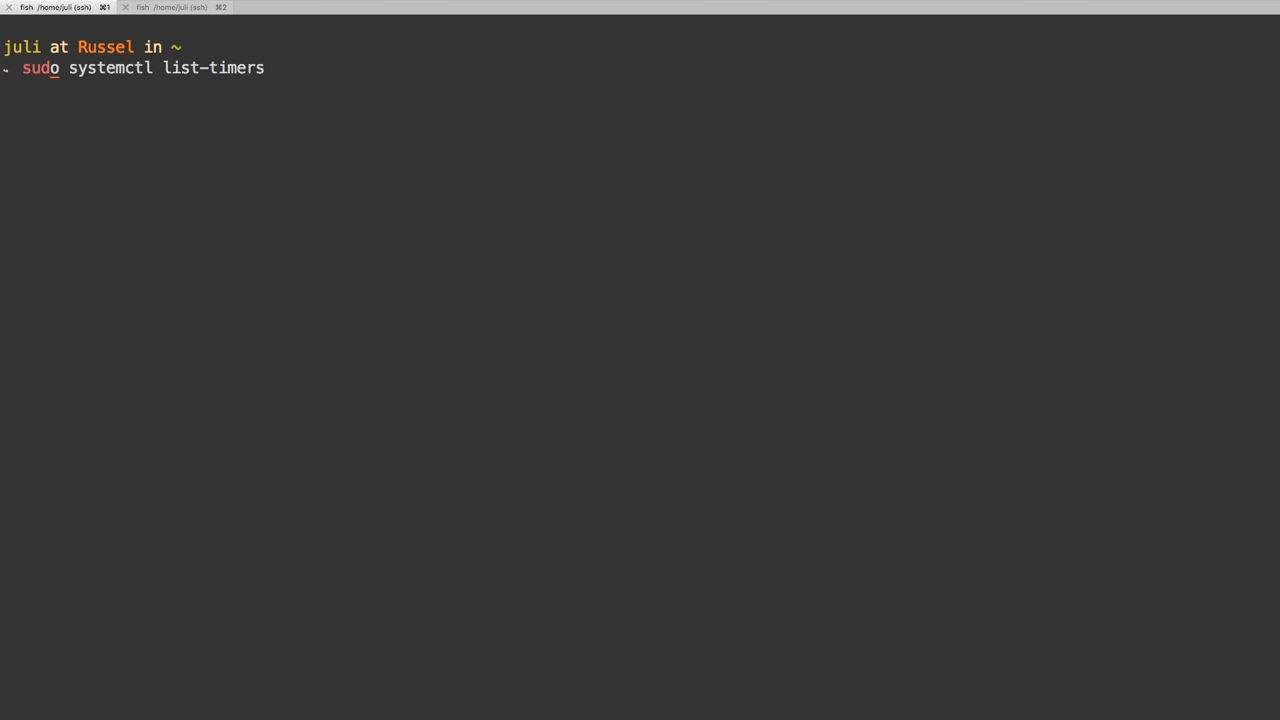 fish /home/juli (ssh) ⌘1 fish /home/juli (ssh) ⌘2
juli at Russel in ~
sudo systemctl list-timers